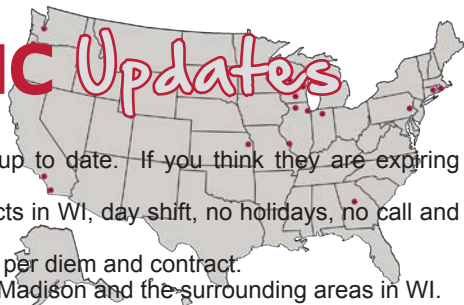 IC Updates
up to date. If you think they are expiring
cts in WI, day shift, no holidays, no call and
per diem and contract.
Madison and the surrounding areas in WI.